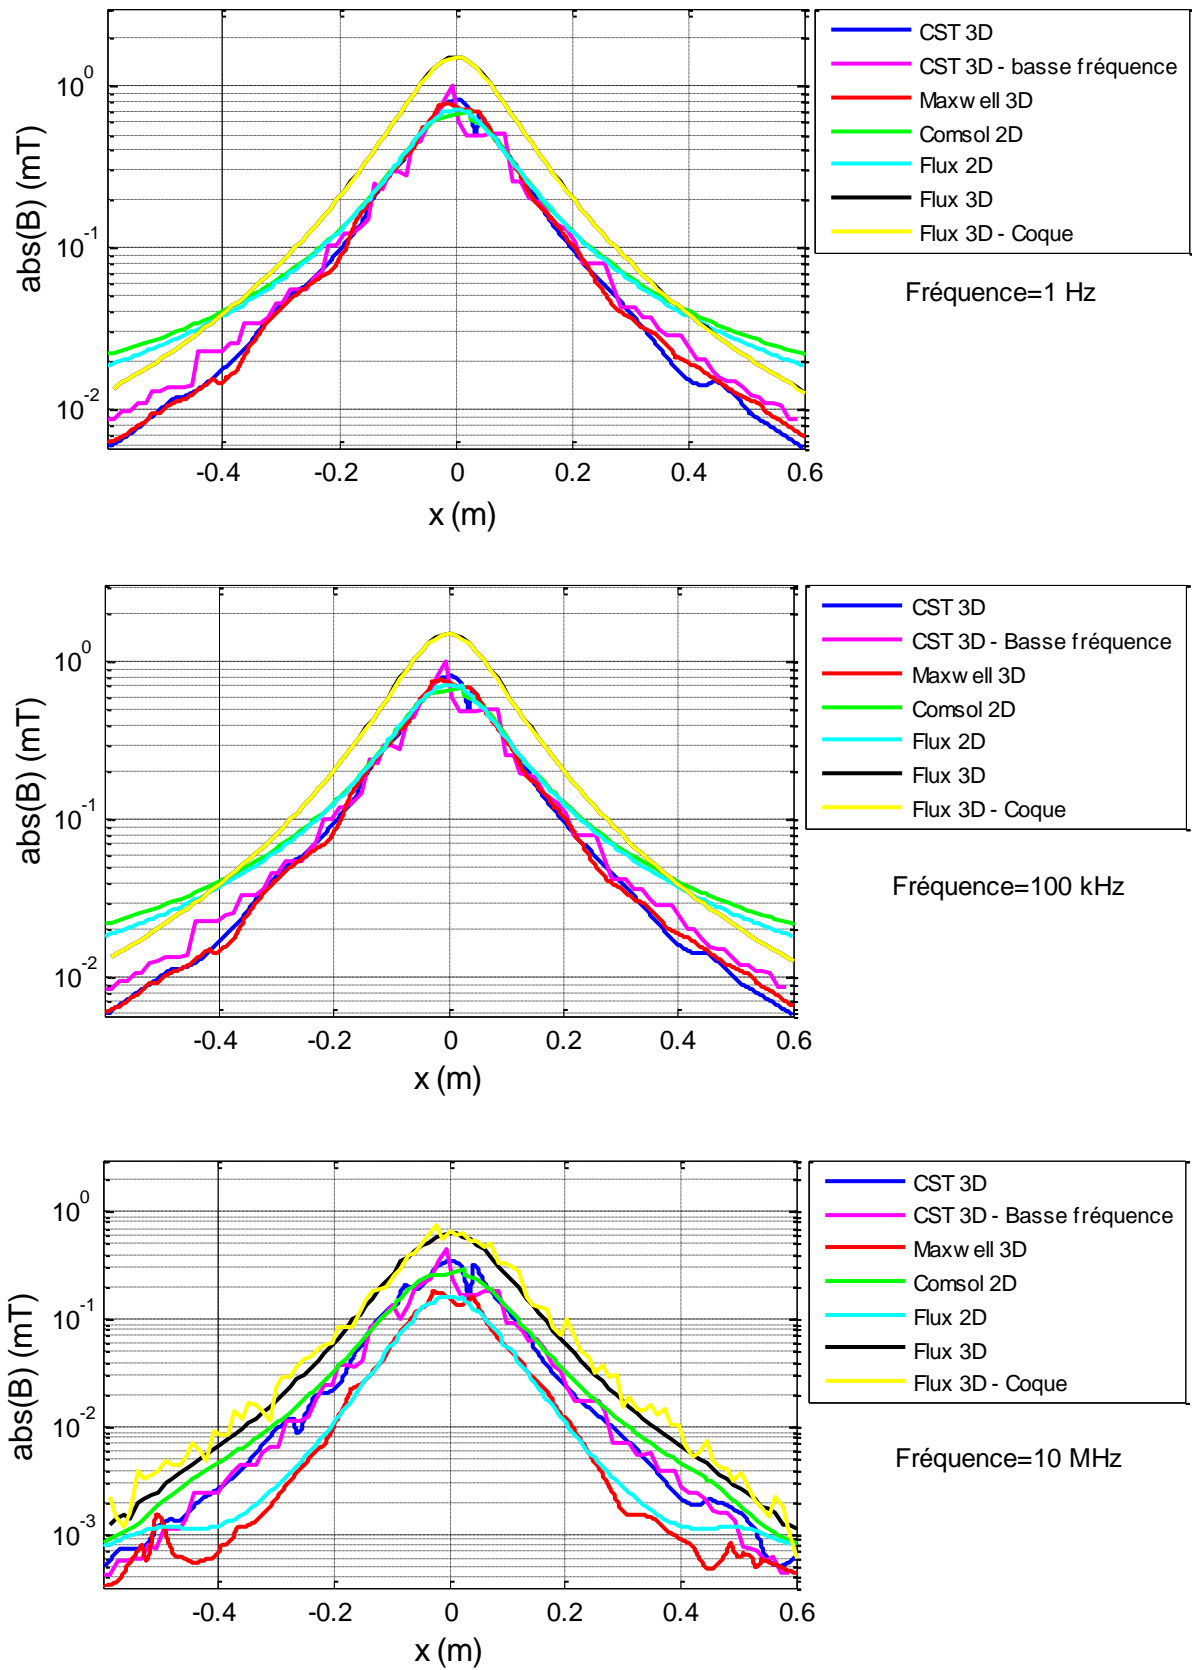 CST 3D
CST 3D - basse fréquence
Maxwell 3D
Comsol 2D
Flux 2D
Flux 3D
Flux 3D - Coque
Fréquence=1 Hz
abs(B) (mT)
10^0
10^-1
10^-2
-0.4 -0.2 0 0.2 0.4 0.6
x (m)
CST 3D
CST 3D - Basse fréquence
Maxwell 3D
Comsol 2D
Flux 2D
Flux 3D
Flux 3D - Coque
Fréquence=100 kHz
abs(B) (mT)
10^0
10^-1
10^-2
-0.4 -0.2 0 0.2 0.4 0.6
x (m)
CST 3D
CST 3D - Basse fréquence
Maxwell 3D
Comsol 2D
Flux 2D
Flux 3D
Flux 3D - Coque
Fréquence=10 MHz
abs(B) (mT)
10^0
10^-1
10^-2
10^-3
-0.4 -0.2 0 0.2 0.4 0.6
x (m)